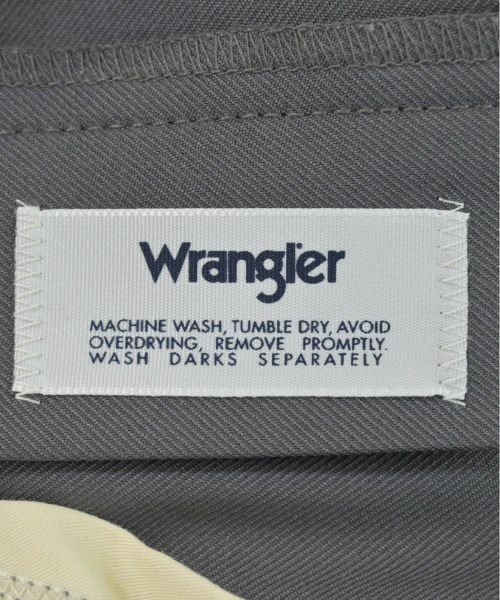 Wrangler
MACHINE WASH, TUMBLE DRY, AVOID
OVERDRYING, REMOVE PROMPTLY.
WASH DARKS SEPARATELY